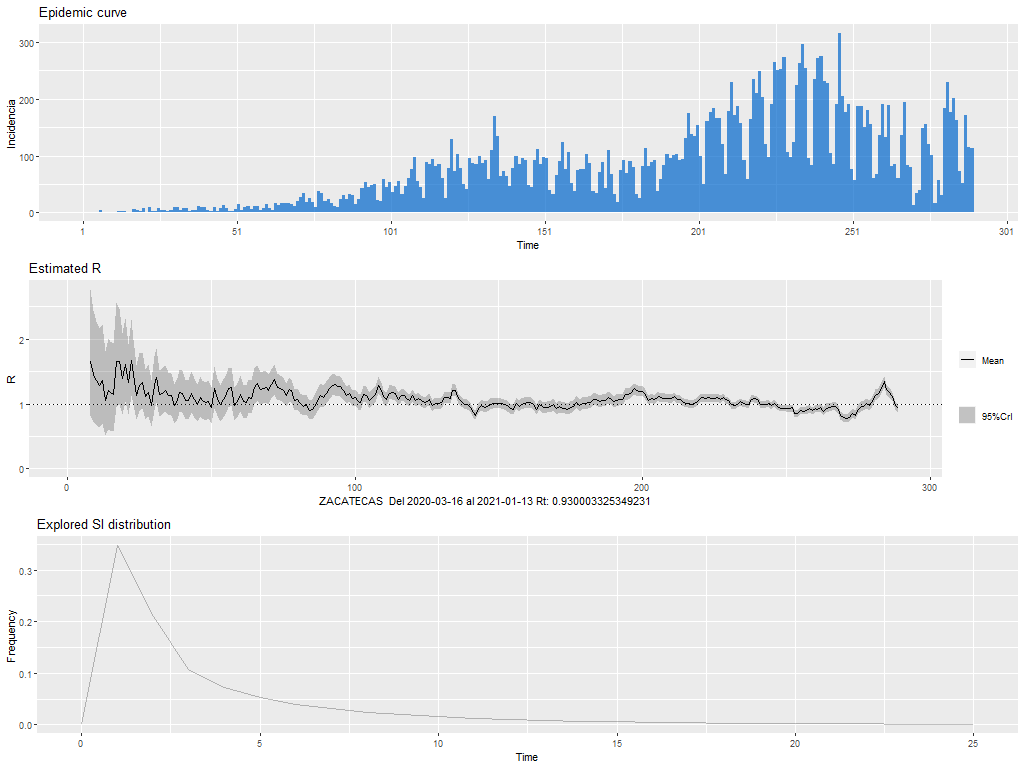 Epidemic curve
300
200
100
0
Incidencia
1
51
101
151
201
251
301
Time
Estimated R
2
1
0
R
0
100
200
300
ZACATECAS Del 2020-03-16 al 2021-01-13 Rt: 0.930003325349231
Mean
95%CrI
Explored SI distribution
0.3
0.2
0.1
0.0
Frequency
0
5
10
15
20
25
Time